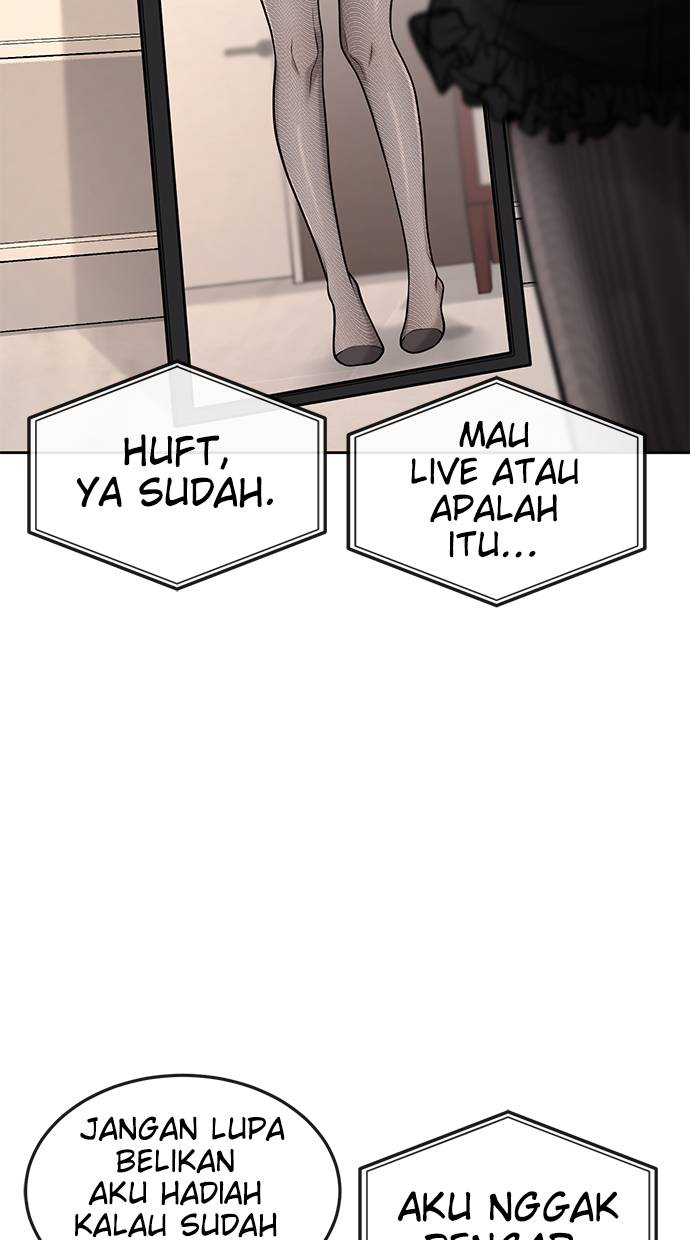 HUFT,
YA SUDAH.
MAU
LIVE ATAU
APALAH
ITU...
JANGAN LUPA
BELIKAN
AKU HADIAH
KALAU SUDAH
AKU NGGAK